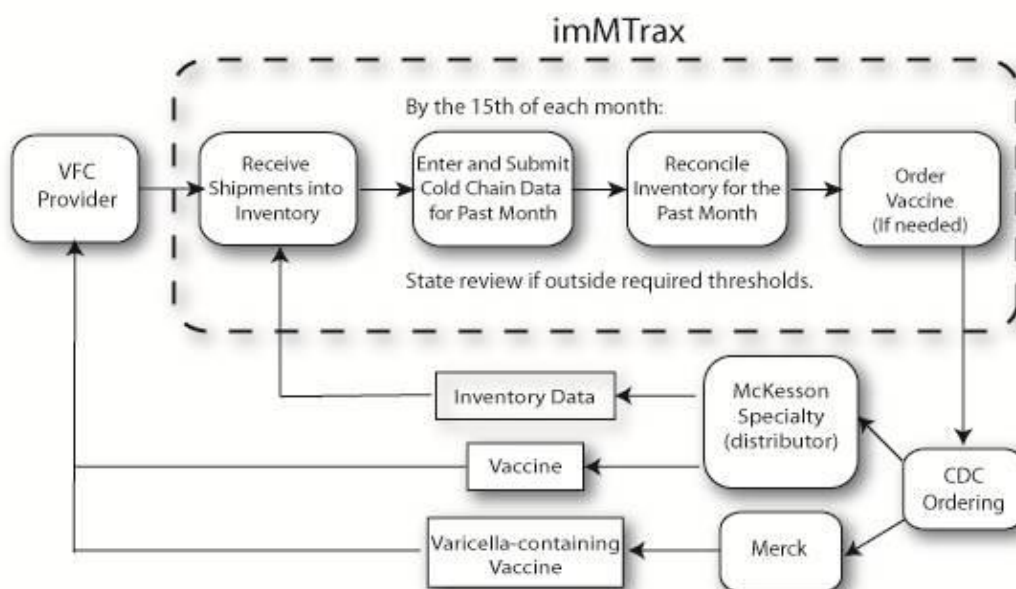 imMTrax
By the 15th of each month:
VFC
Provider
Receive
Shipments into
Inventory
Enter and Submit
Cold Chain Data
for Past Month
Reconcile
Inventory for the
Past Month
Order
Vaccine
(If needed)
State review if outside required thresholds.
Inventory Data
McKesson
Specialty
(distributor)
Vaccine
CDC
Ordering
Varicella-containing
Vaccine
Merck